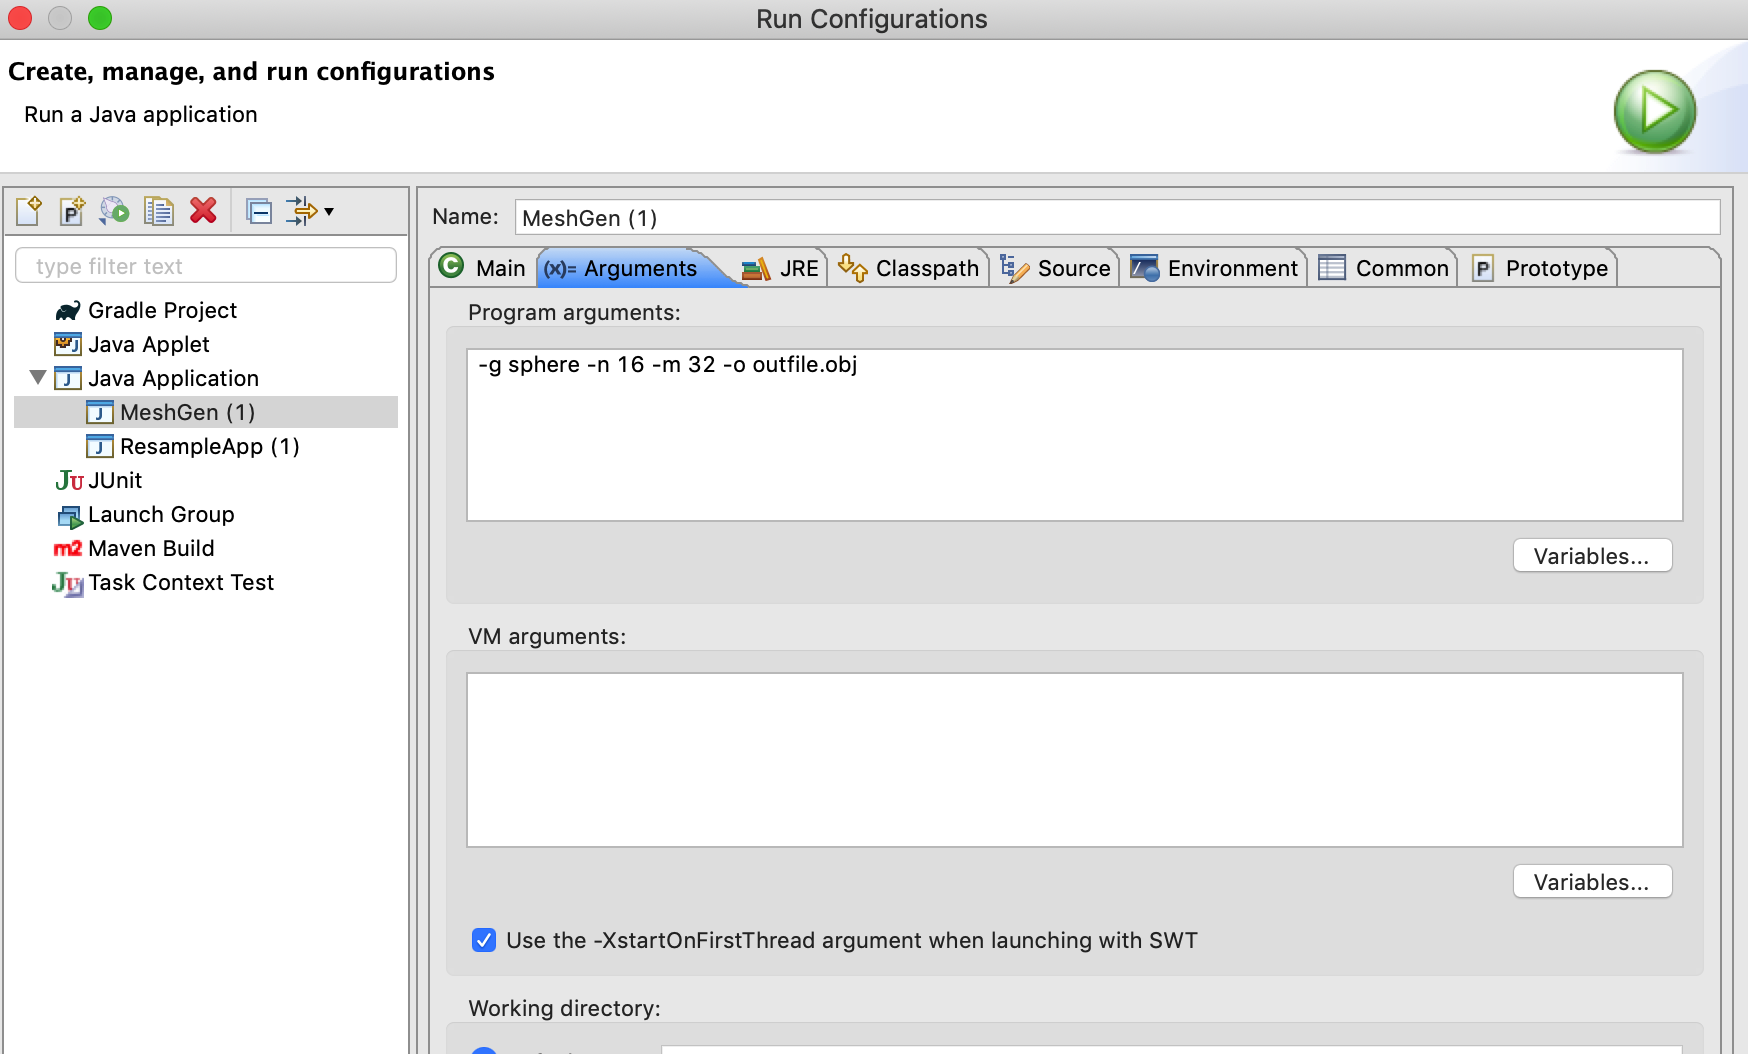 Run Configurations
Create, manage, and run configurations
Run a Java application
type filter text
Gradle Project
Java Applet
Java Application
MeshGen (1)
ResampleApp (1)
JUnit
Launch Group
Maven Build
Task Context Test
Name: MeshGen (1)
Main (x)= Arguments JRE Classpath Source Environment Common Prototype
Program arguments:
-g sphere -n 16 -m 32 -o outfile.obj
Variables...
VM arguments:
Variables...
Use the -XstartOnFirstThread argument when launching with SWT
Working directory: